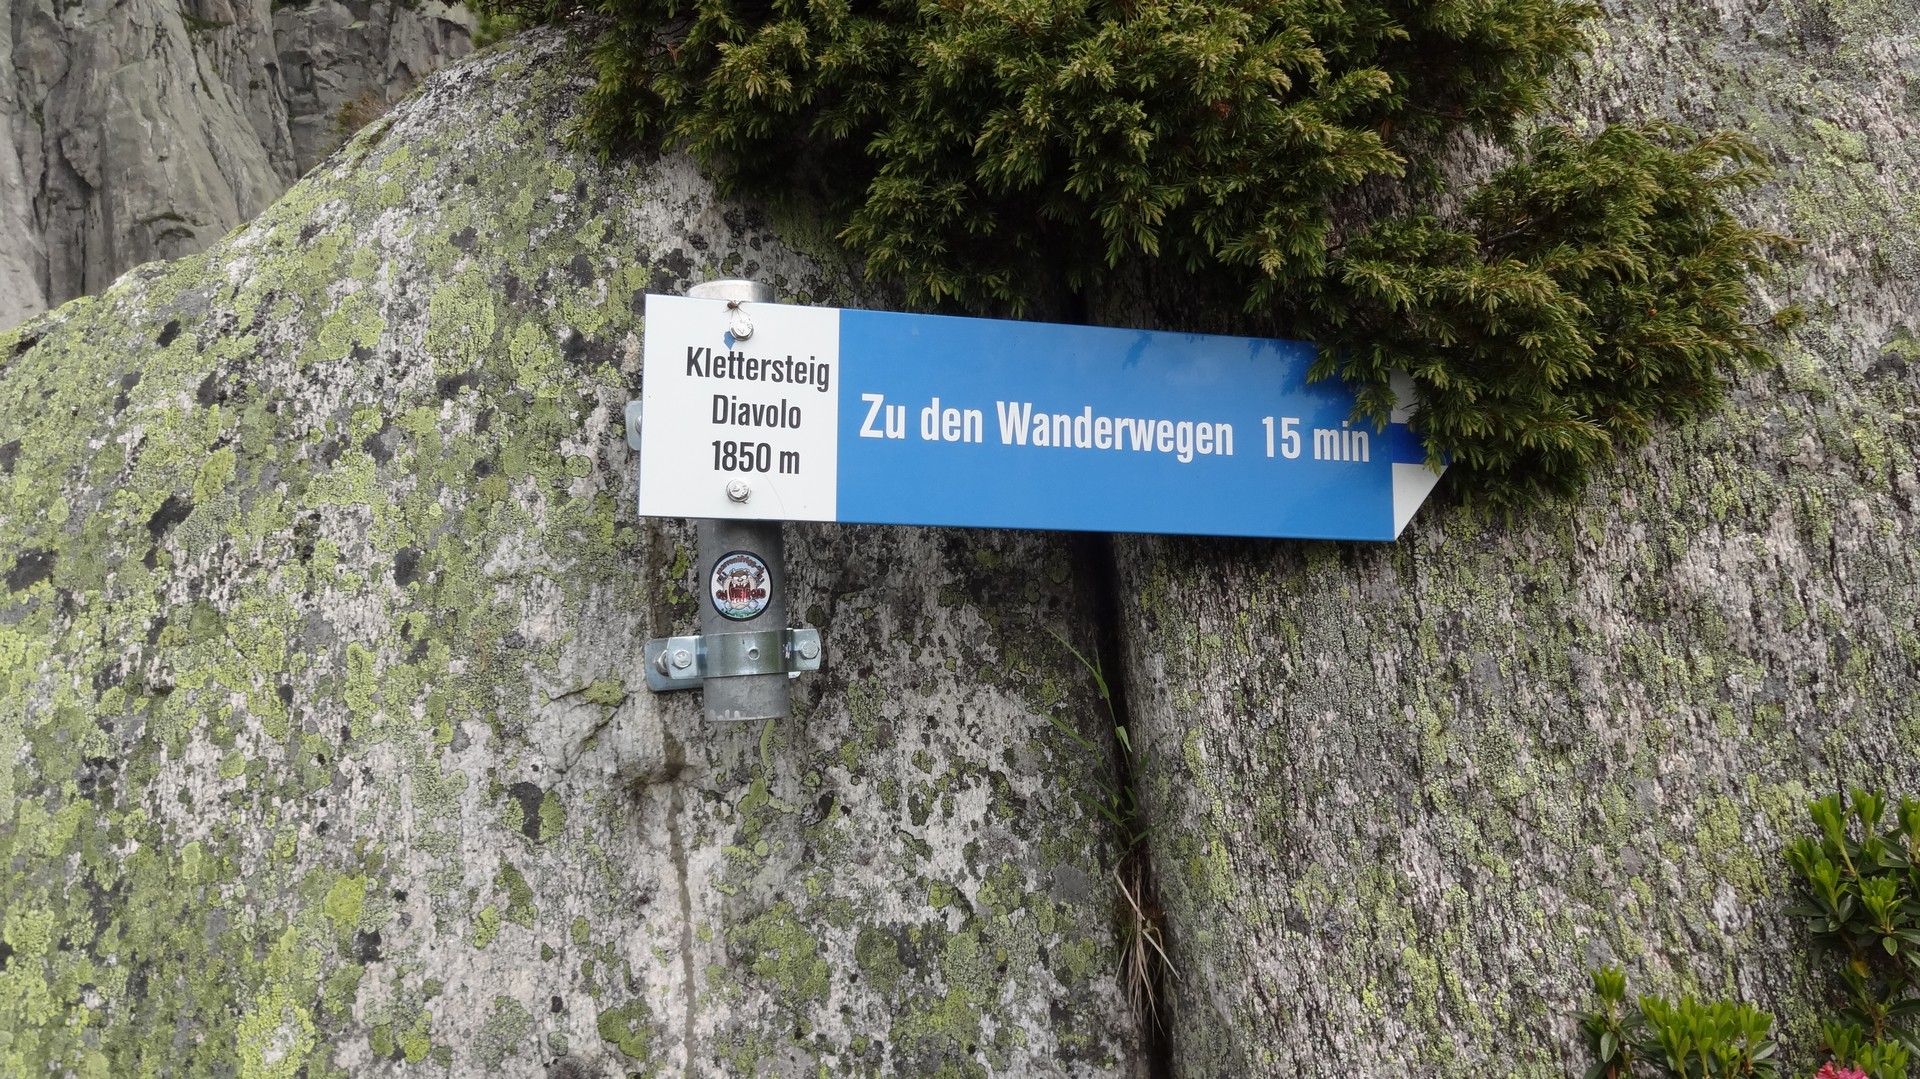 Klettersteig
Diavolo
1850 m
Zu den Wanderwegen 15 min